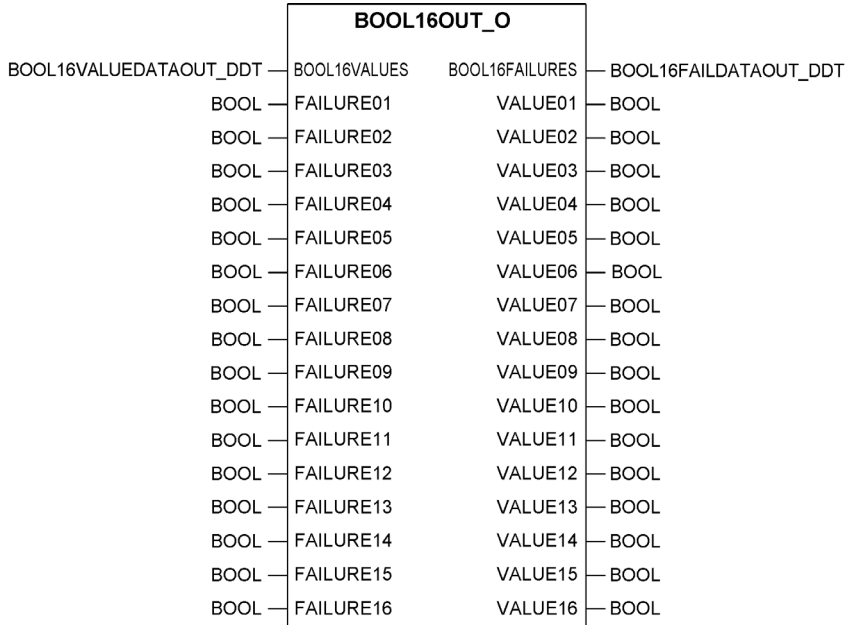 BOOL16OUT_O
BOOL16VALUEDATAOUT_DDT BOOL16VALUES BOOL16FAILURES BOOL16FAILDATAOUT_DDT
BOOL FAILURE01 VALUE01 BOOL
BOOL FAILURE02 VALUE02 BOOL
BOOL FAILURE03 VALUE03 BOOL
BOOL FAILURE04 VALUE04 BOOL
BOOL FAILURE05 VALUE05 BOOL
BOOL FAILURE06 VALUE06 BOOL
BOOL FAILURE07 VALUE07 BOOL
BOOL FAILURE08 VALUE08 BOOL
BOOL FAILURE09 VALUE09 BOOL
BOOL FAILURE10 VALUE10 BOOL
BOOL FAILURE11 VALUE11 BOOL
BOOL FAILURE12 VALUE12 BOOL
BOOL FAILURE13 VALUE13 BOOL
BOOL FAILURE14 VALUE14 BOOL
BOOL FAILURE15 VALUE15 BOOL
BOOL FAILURE16 VALUE16 BOOL